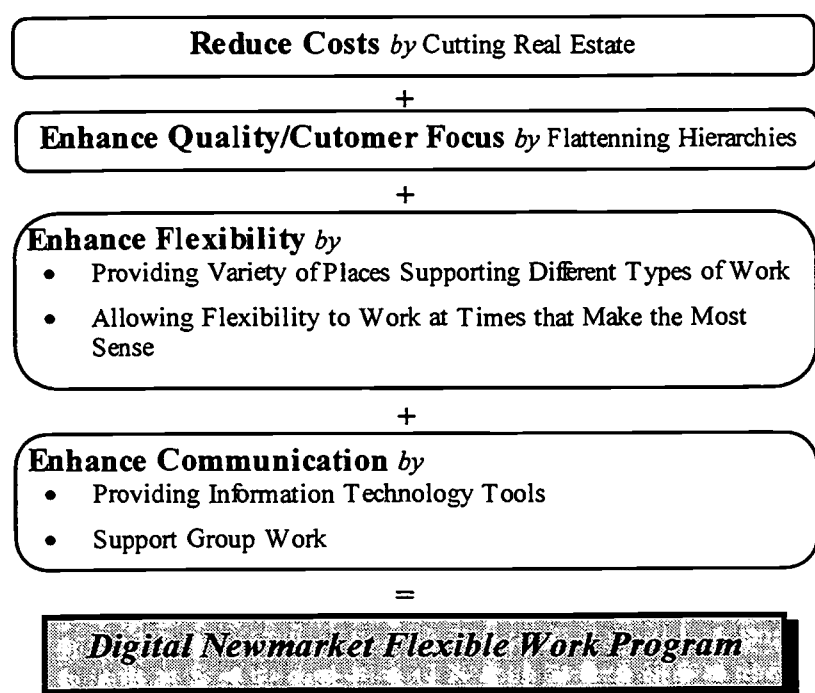 Reduce Costs by Cutting Real Estate
+
Enhance Quality/Cutomer Focus by Flattenning Hierarchies
+
Enhance Flexibility by
• Providing Variety of Places Supporting Different Types of Work
• Allowing Flexibility to Work at Times that Make the Most
Sense
+
Enhance Communication by
• Providing Information Technology Tools
• Support Group Work
=
Digital Newmarket Flexible Work Program